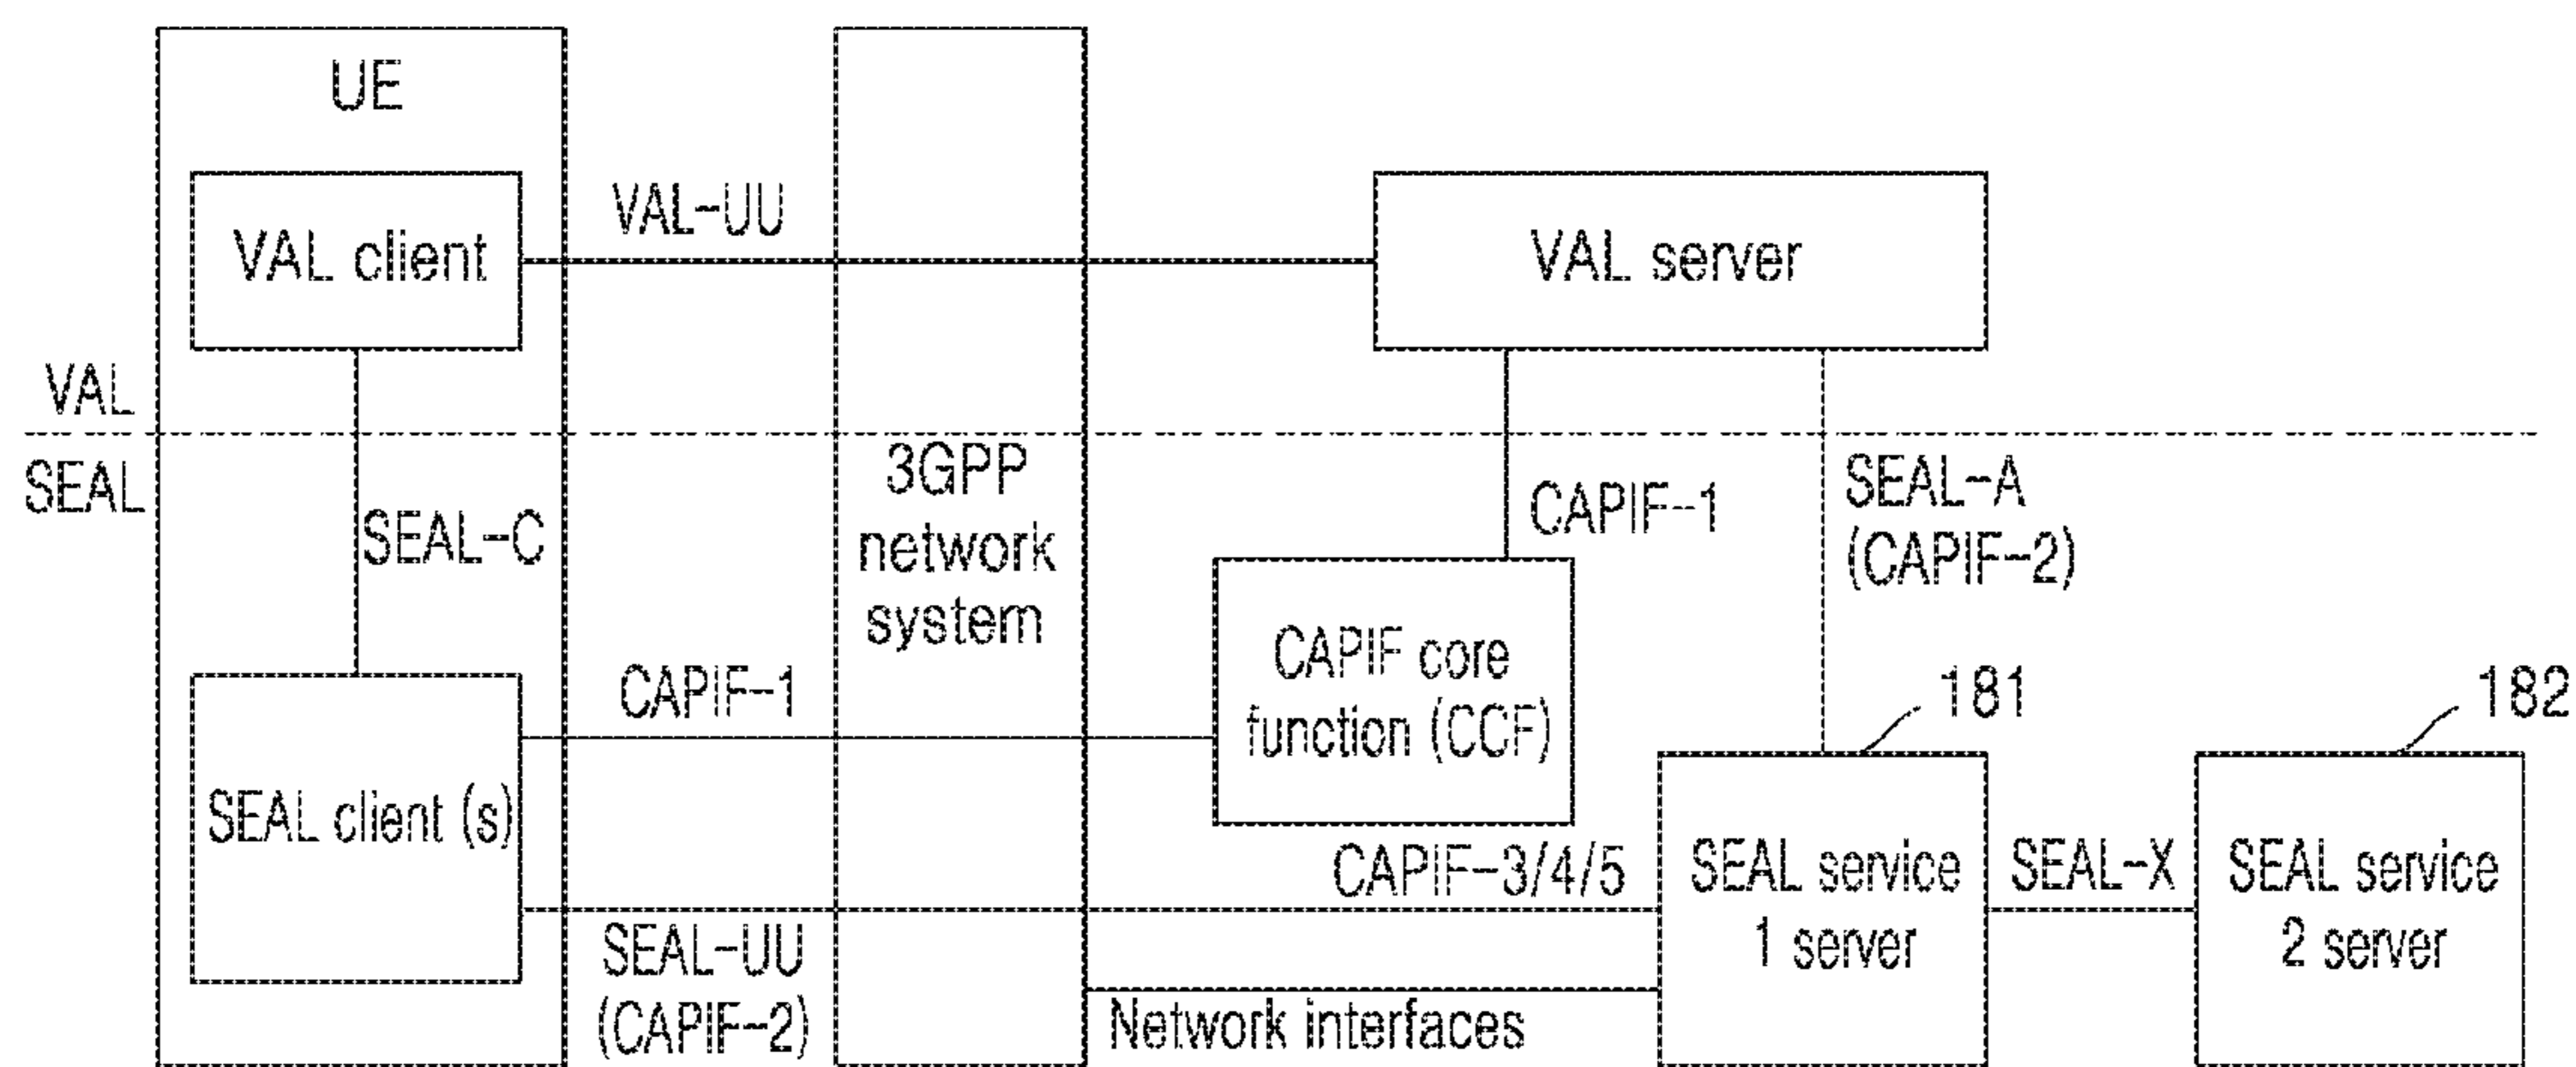 UE
VAL client
VAL-UU
VAL server
VAL
SEAL
SEAL-C
3GPP
network
system
CAPIF-1
SEAL-A
(CAPIF-2)
CAPIF-1
CAPIF core
function (CCF)
181
182
SEAL client (s)
CAPIF-3/4/5
SEAL service
1 server
SEAL-X
SEAL service
2 server
SEAL-UU
(CAPIF-2)
Network interfaces